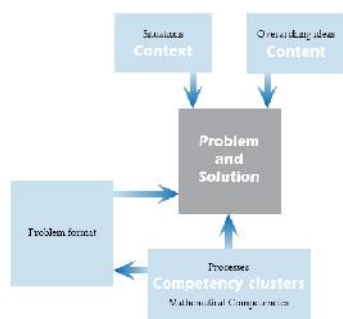 Situations
Context
Overarching ideas
Content
Problem
and
Solution
Problem format
Processes
Competency clusters
Mathematical Competencies